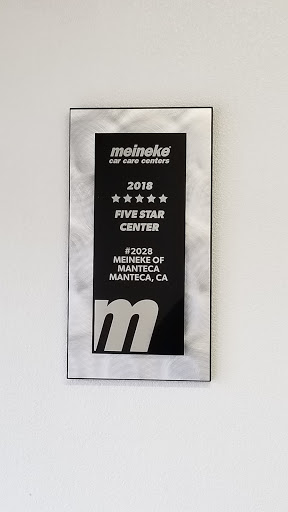 meineke®
car care centers
2018
★★★★★
FIVE STAR
CENTER
#2028
MEINEKE OF
MANTECA
MANTECA, CA
m